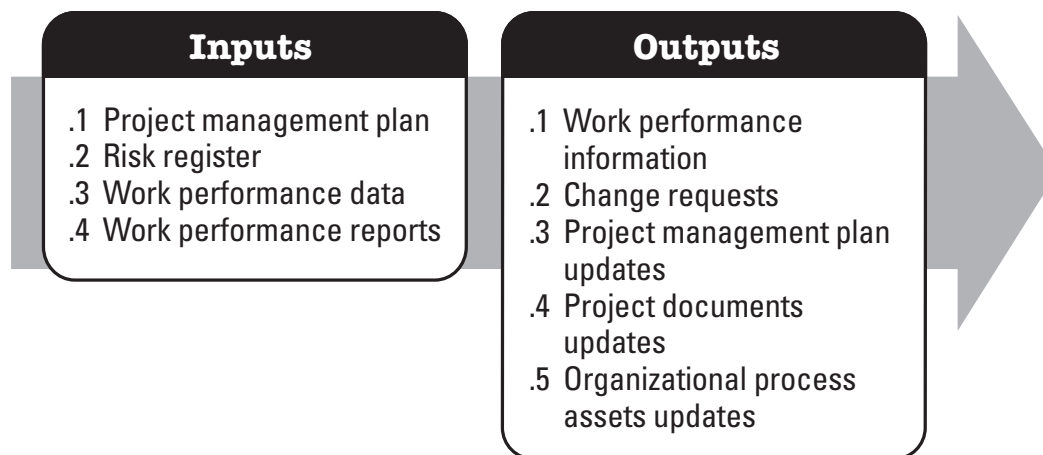 Inputs
.1 Project management plan
.2 Risk register
.3 Work performance data
.4 Work performance reports
Outputs
.1 Work performance
information
.2 Change requests
.3 Project management plan
updates
.4 Project documents
updates
.5 Organizational process
assets updates